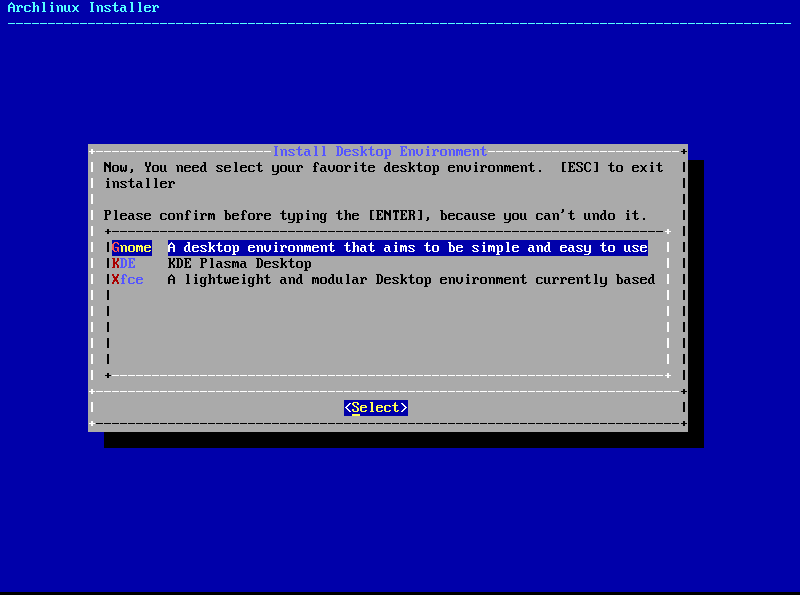 Archlinux Installer
Install Desktop Environment
Now, You need select your favorite desktop environment.  [ESC] to exit
installer
Please confirm before typing the [ENTER], because you can't undo it.
Gnome  A desktop environment that aims to be simple and easy to use
KDE    KDE Plasma Desktop
Xfce   A lightweight and modular Desktop environment currently based
<Select>